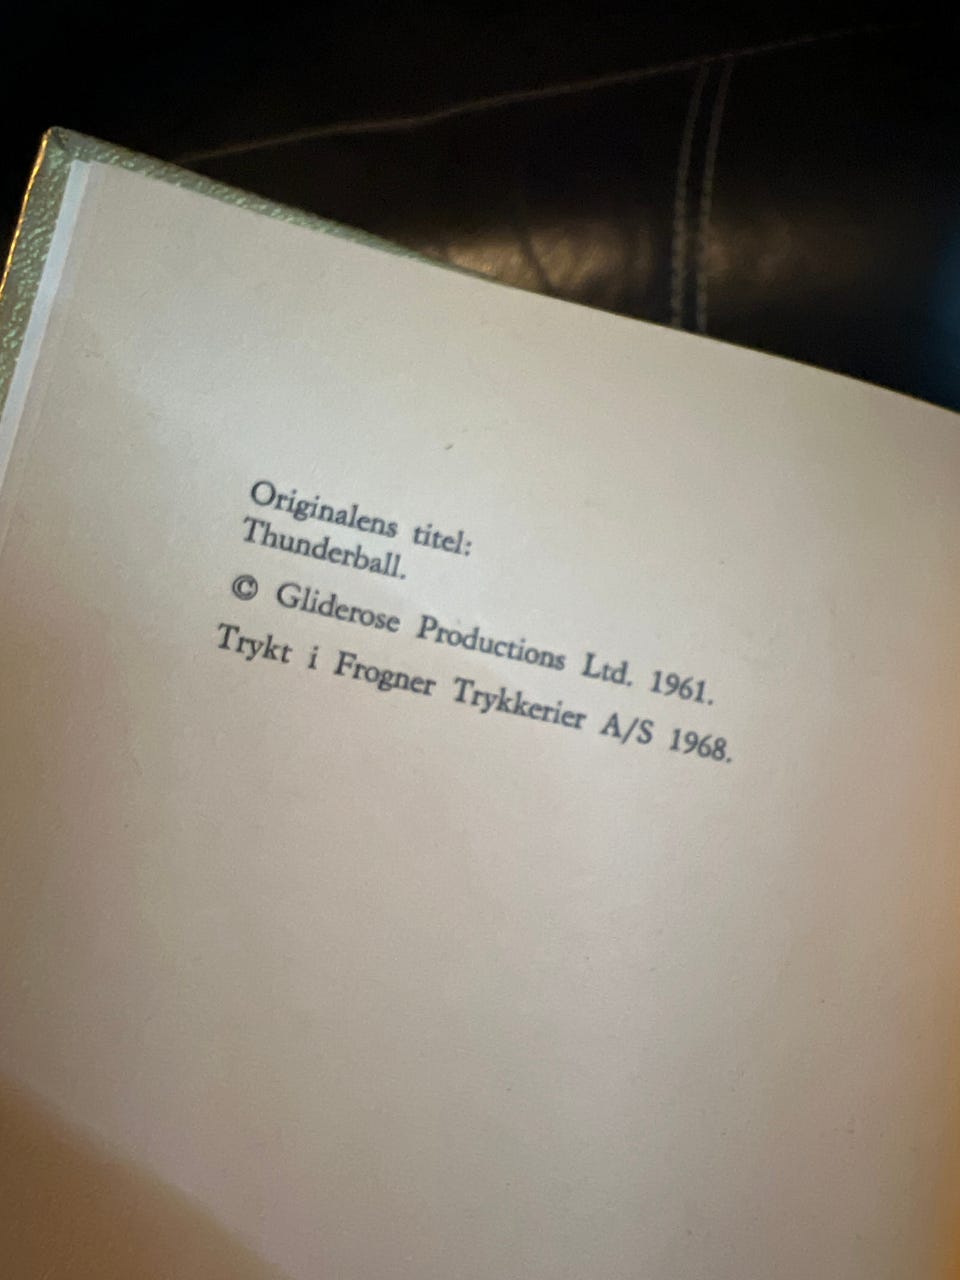 Originalens titel:
Thunderball.
© Gliderose Productions Ltd. 1961.
Trykt i Frogner Trykkerier A/S 1968.